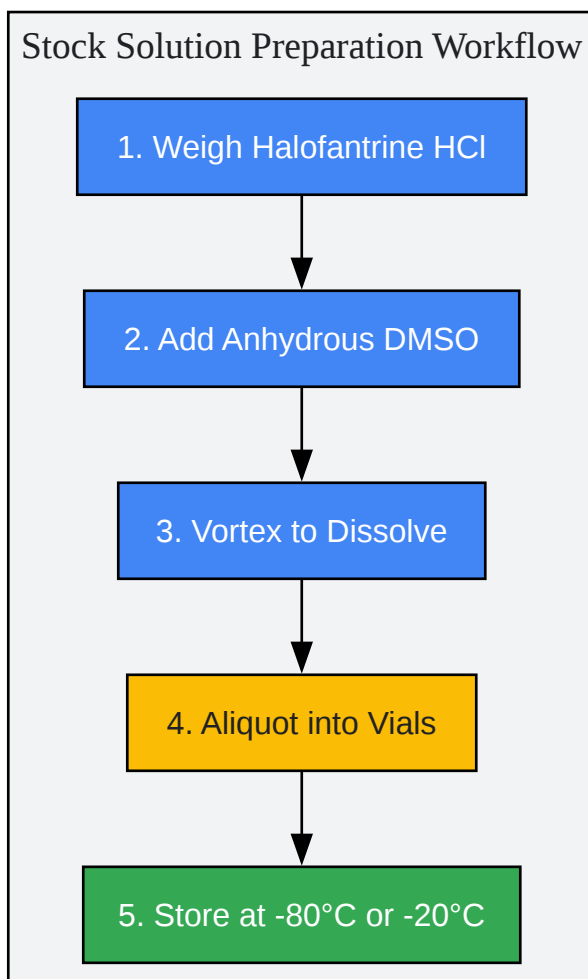 Stock Solution Preparation Workflow
1. Weigh Halofantrine HCl
2. Add Anhydrous DMSO
3. Vortex to Dissolve
4. Aliquot into Vials
5. Store at -80°C or -20°C